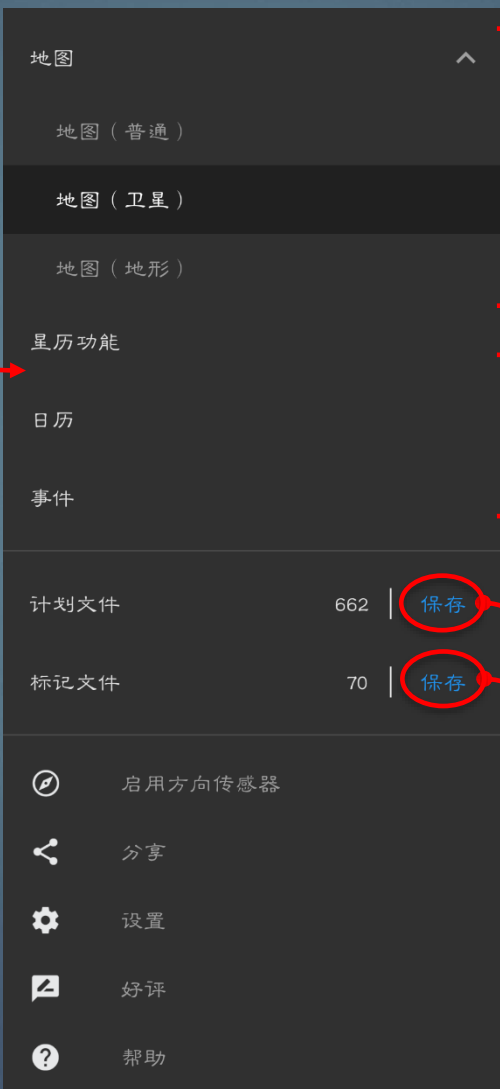 地图
地图（普通）
地图（卫星）
地图（地形）
星历功能
日历
事件
计划文件 662 保存
标记文件 70 保存
启用方向传感器
分享
设置
好评
帮助